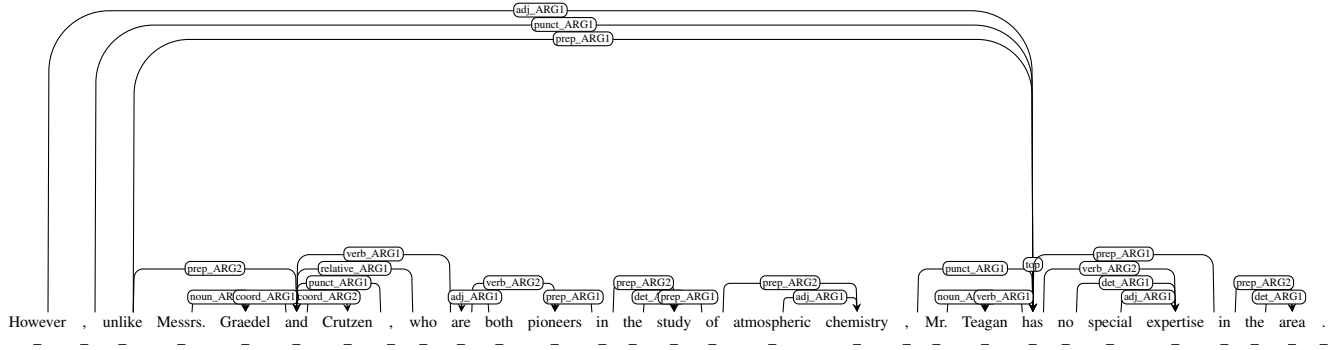 adj_ARG1
punct_ARG1
prep_ARG1
verb_ARG1 prep_ARG1
prep_ARG2 relative_ARG1 punct_ARG1 top verb_ARG2
punct_ARG1 verb_ARG2 prep_ARG2 prep_ARG2 det_ARG1 prep_ARG2
coord_ARG1 coord_ARG2 adj_ARG1 prep_ARG1 prep_ARG1 adj_ARG1 verb_ARG1 adj_ARG1 det_ARG1
However , unlike Messrs. Graedel and Crutzen , who are both pioneers in the study of atmospheric chemistry , Mr. Teagan has no special expertise in the area .
_ _ _ _ _ _ _ _ _ _ _ _ _ _ _ _ _ _ _ _ _ _ _ _ _ _ _ _ _ _